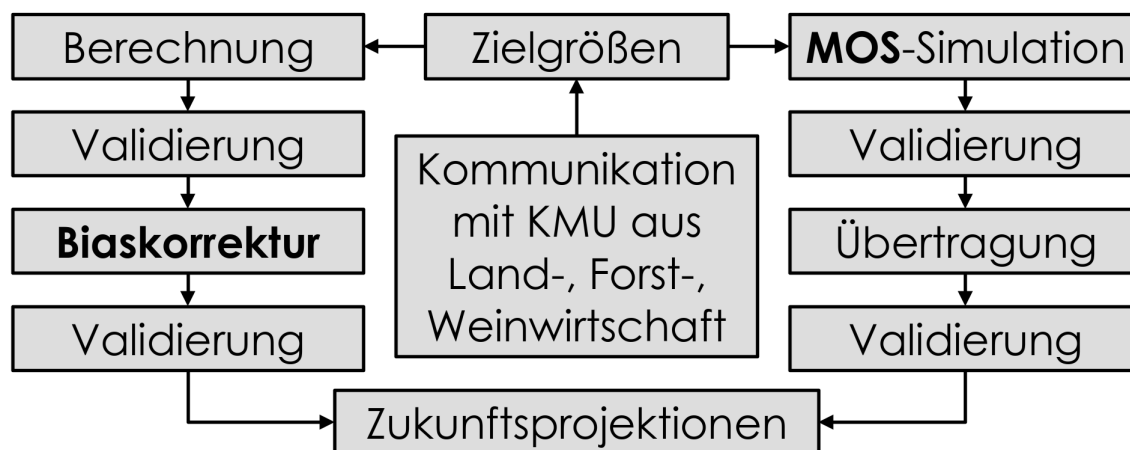 Berechnung
Zielgrößen
MOS-Simulation
Validierung
Kommunikation
mit KMU aus
Land-, Forst-,
Weinwirtschaft
Validierung
Biaskorrektur
Übertragung
Validierung
Validierung
Zukunftsprojektionen